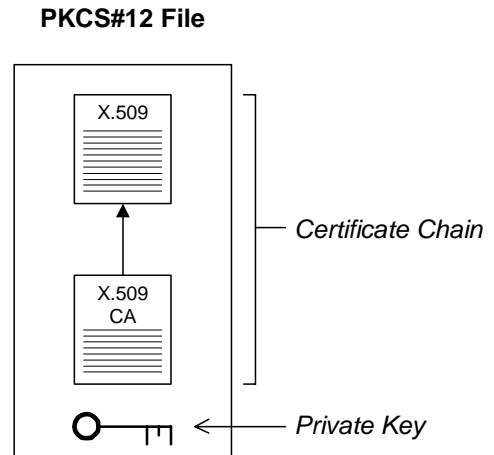 PKCS#12 File
X.509
Certificate Chain
X.509
CA
Private Key